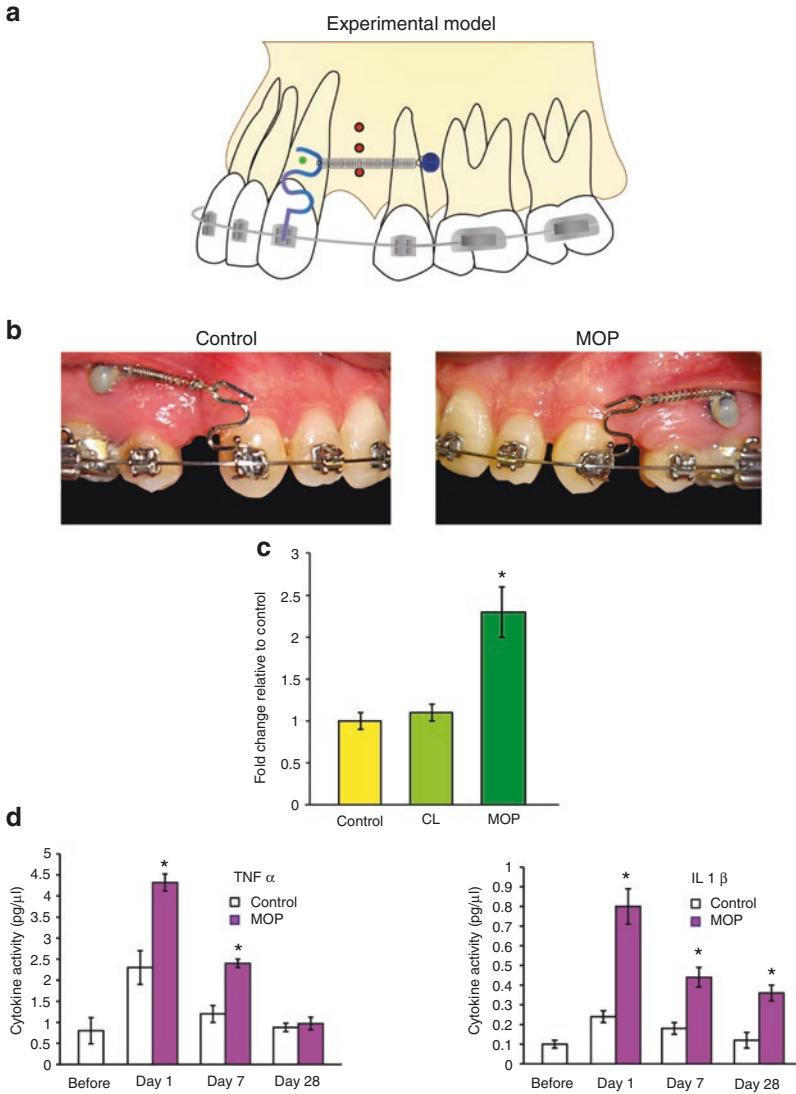 a
Experimental model
b
Control
MOP
c
Fold change relative to control
3
2.5
2
1.5
1
0.5
0
Control
CL
MOP
*
d
Cytokine activity (pg/µl)
5
4.5
4
3.5
3
2.5
2
1.5
1
0.5
0
TNF α
Control
MOP
*
*
Before
Day 1
Day 7
Day 28
Cytokine activity (pg/µl)
1
0.9
0.8
0.7
0.6
0.5
0.4
0.3
0.2
0.1
0
IL 1 β
Control
MOP
*
*
*
Before
Day 1
Day 7
Day 28